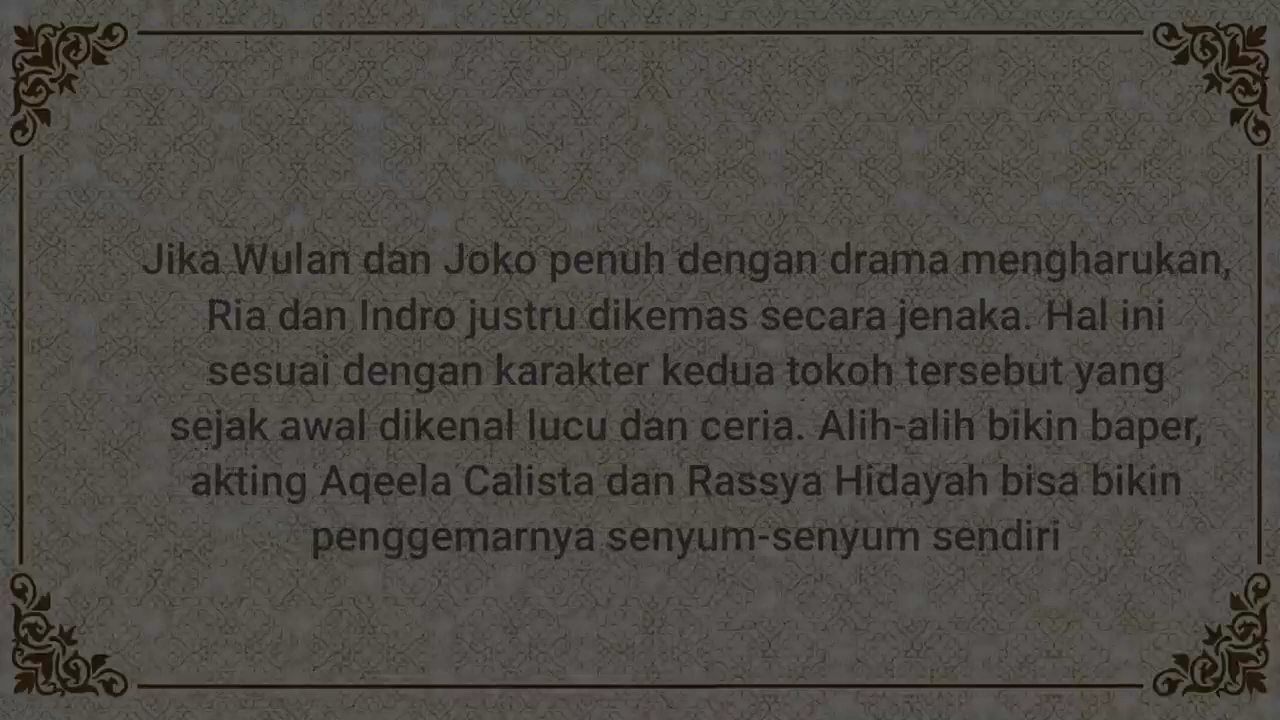 Jika Wulan dan Joko penuh dengan drama mengharukan,
Ria dan Indro justru dikemas secara jenaka. Hal ini
sesuai dengan karakter kedua tokoh tersebut yang
sejak awal dikenal lucu dan ceria. Alih-alih bikin baper,
akting Aqeela Calista dan Rassya Hidayah bisa bikin
penggemarnya senyum-senyum sendiri